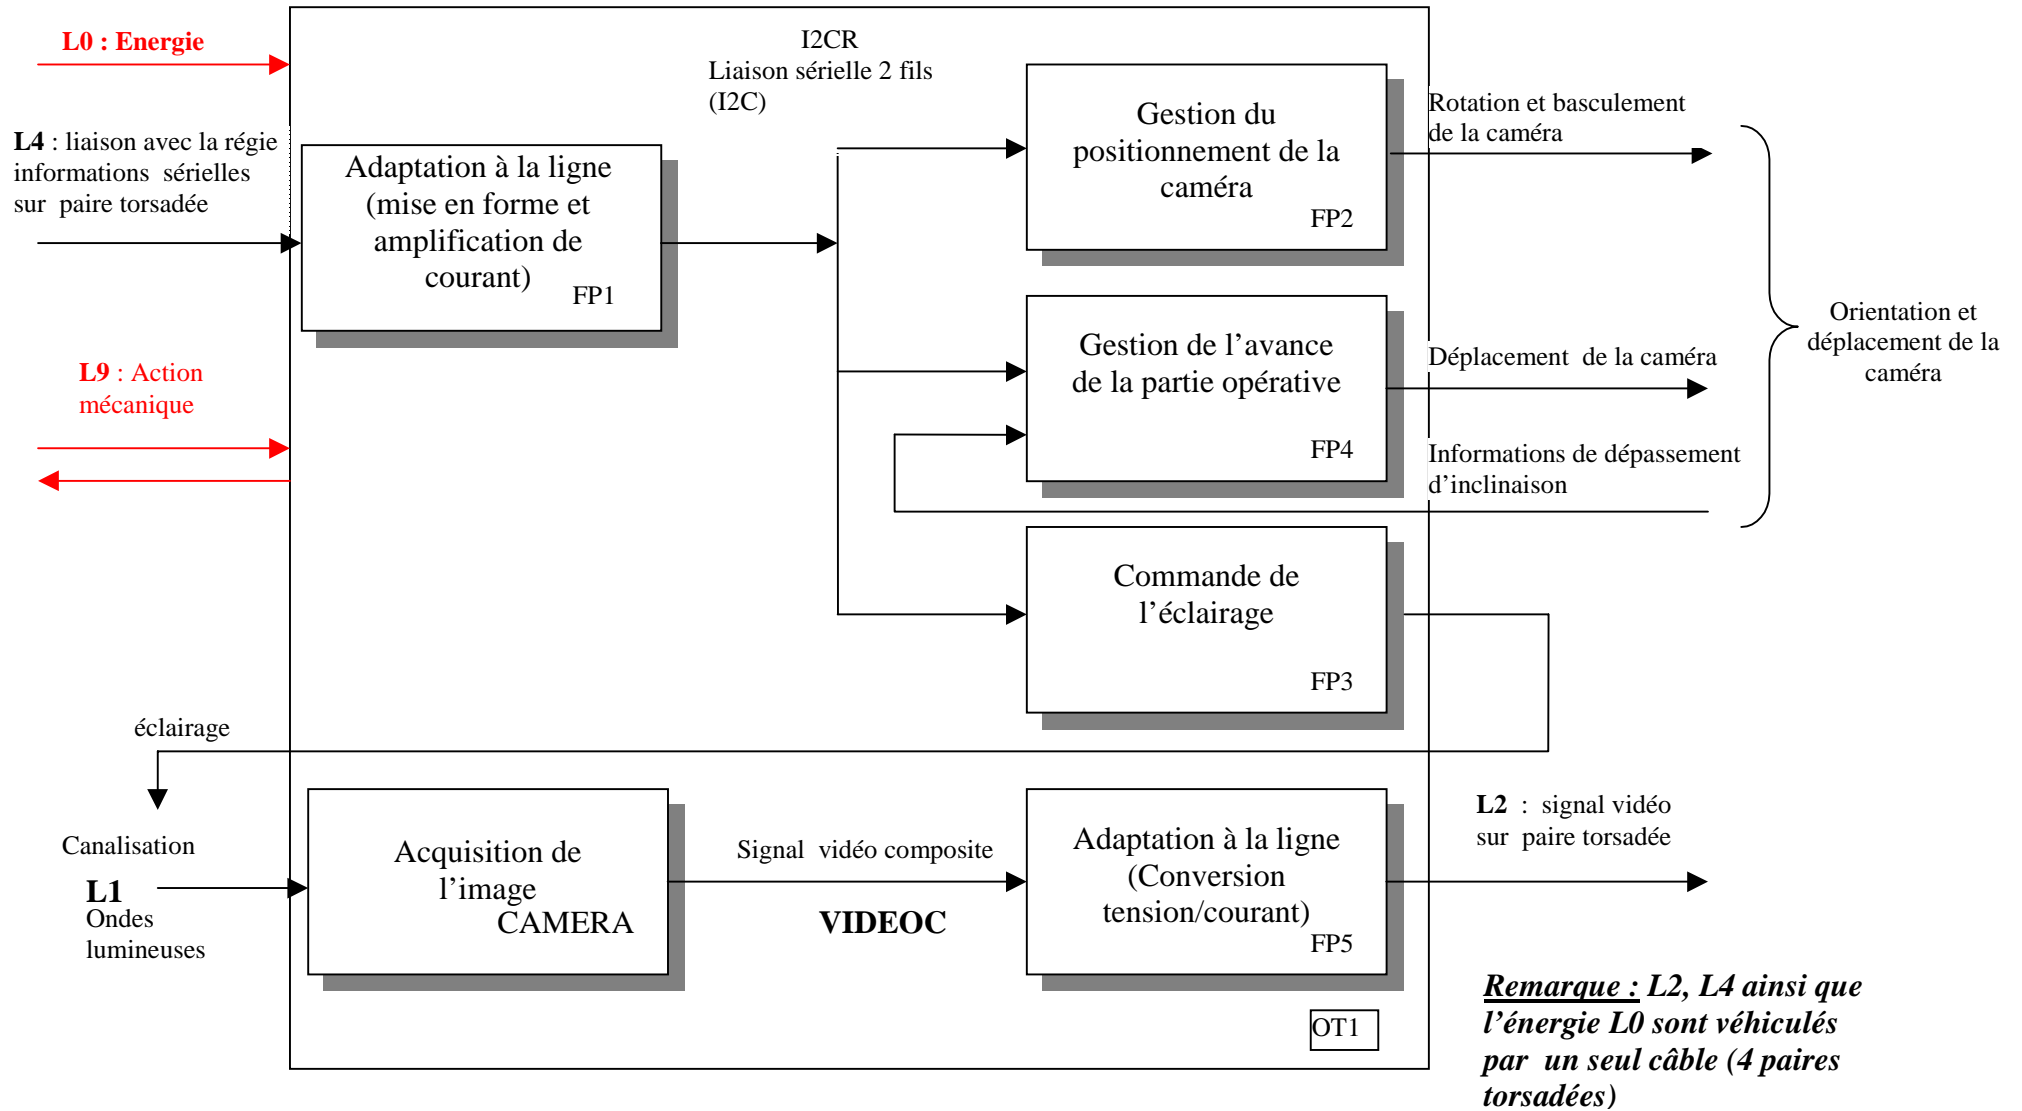 L0 : Energie
I2CR
Liaison sérielle 2 fils
(I2C)
L4 : liaison avec la régie
informations sérielles
sur paire torsadée
Adaptation à la ligne
(mise en forme et
amplification de
courant)
FP1
Gestion du
positionnement de la
caméra
FP2
Rotation et basculement
de la caméra
L9 : Action
mécanique
Gestion de l’avance
de la partie opérative
FP4
Déplacement de la caméra
Informations de dépassement
d’inclinaison
Orientation et
déplacement de la
caméra
Commande de
l’éclairage
FP3
éclairage
Canalisation
L1
Ondes
lumineuses
Acquisition de
l’image
CAMERA
Signal vidéo composite
VIDEOC
Adaptation à la ligne
(Conversion
tension/courant)
FP5
L2 : signal vidéo
sur paire torsadée
OT1
Remarque : L2, L4 ainsi que
l’énergie L0 sont véhiculés
par un seul câble (4 paires
torsadées)